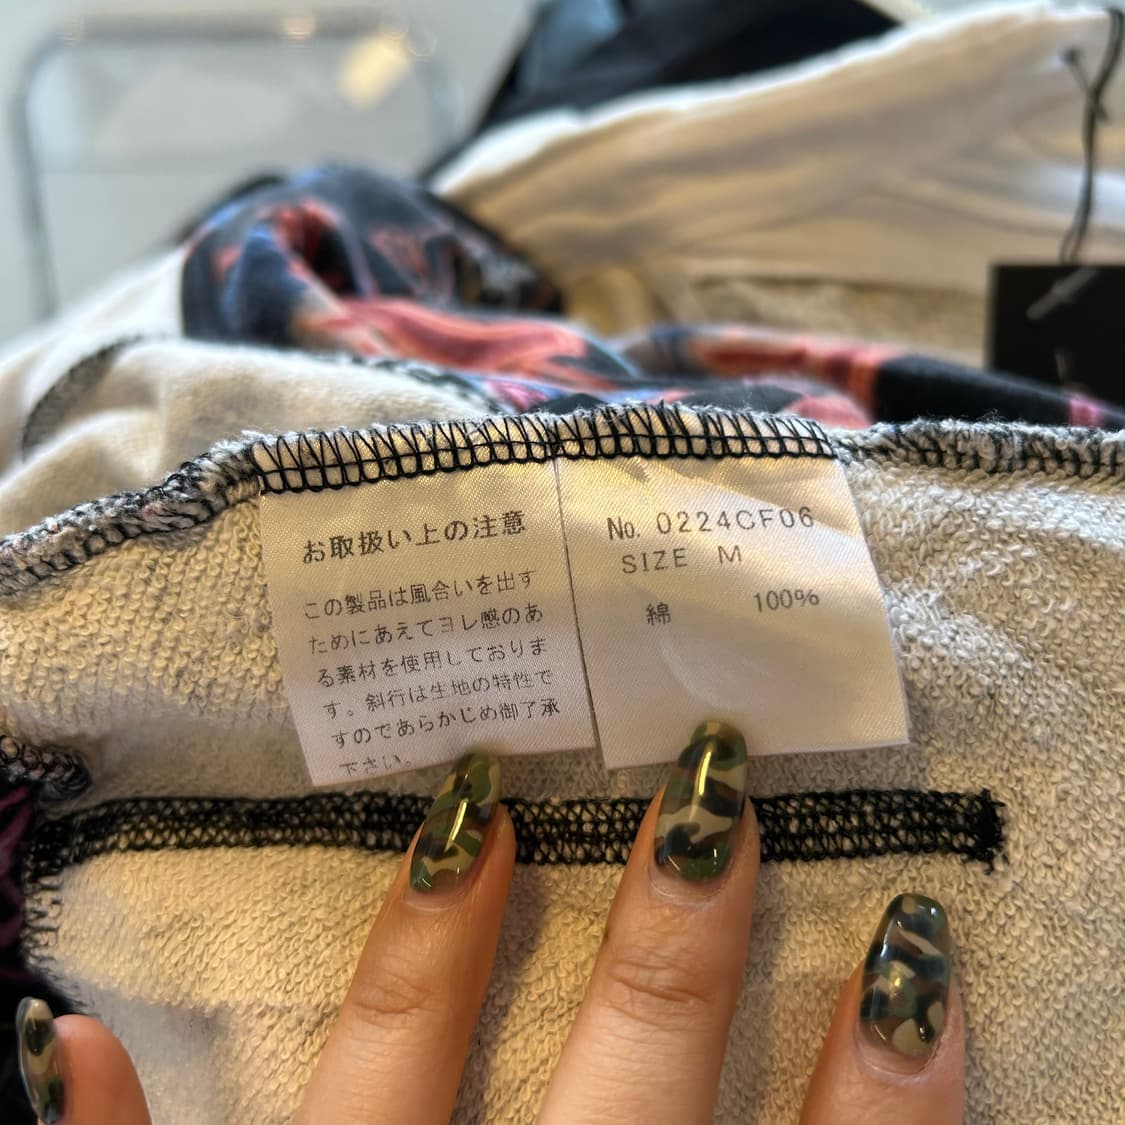 お取扱い上の注意
この製品は風合いを出す
ためにあえてヨレ感のあ
る素材を使用しておりま
す。斜行は生地の特性で
すのであらかじめ御了承
下さい。
No. 0224CF06
SIZE M
綿 100%